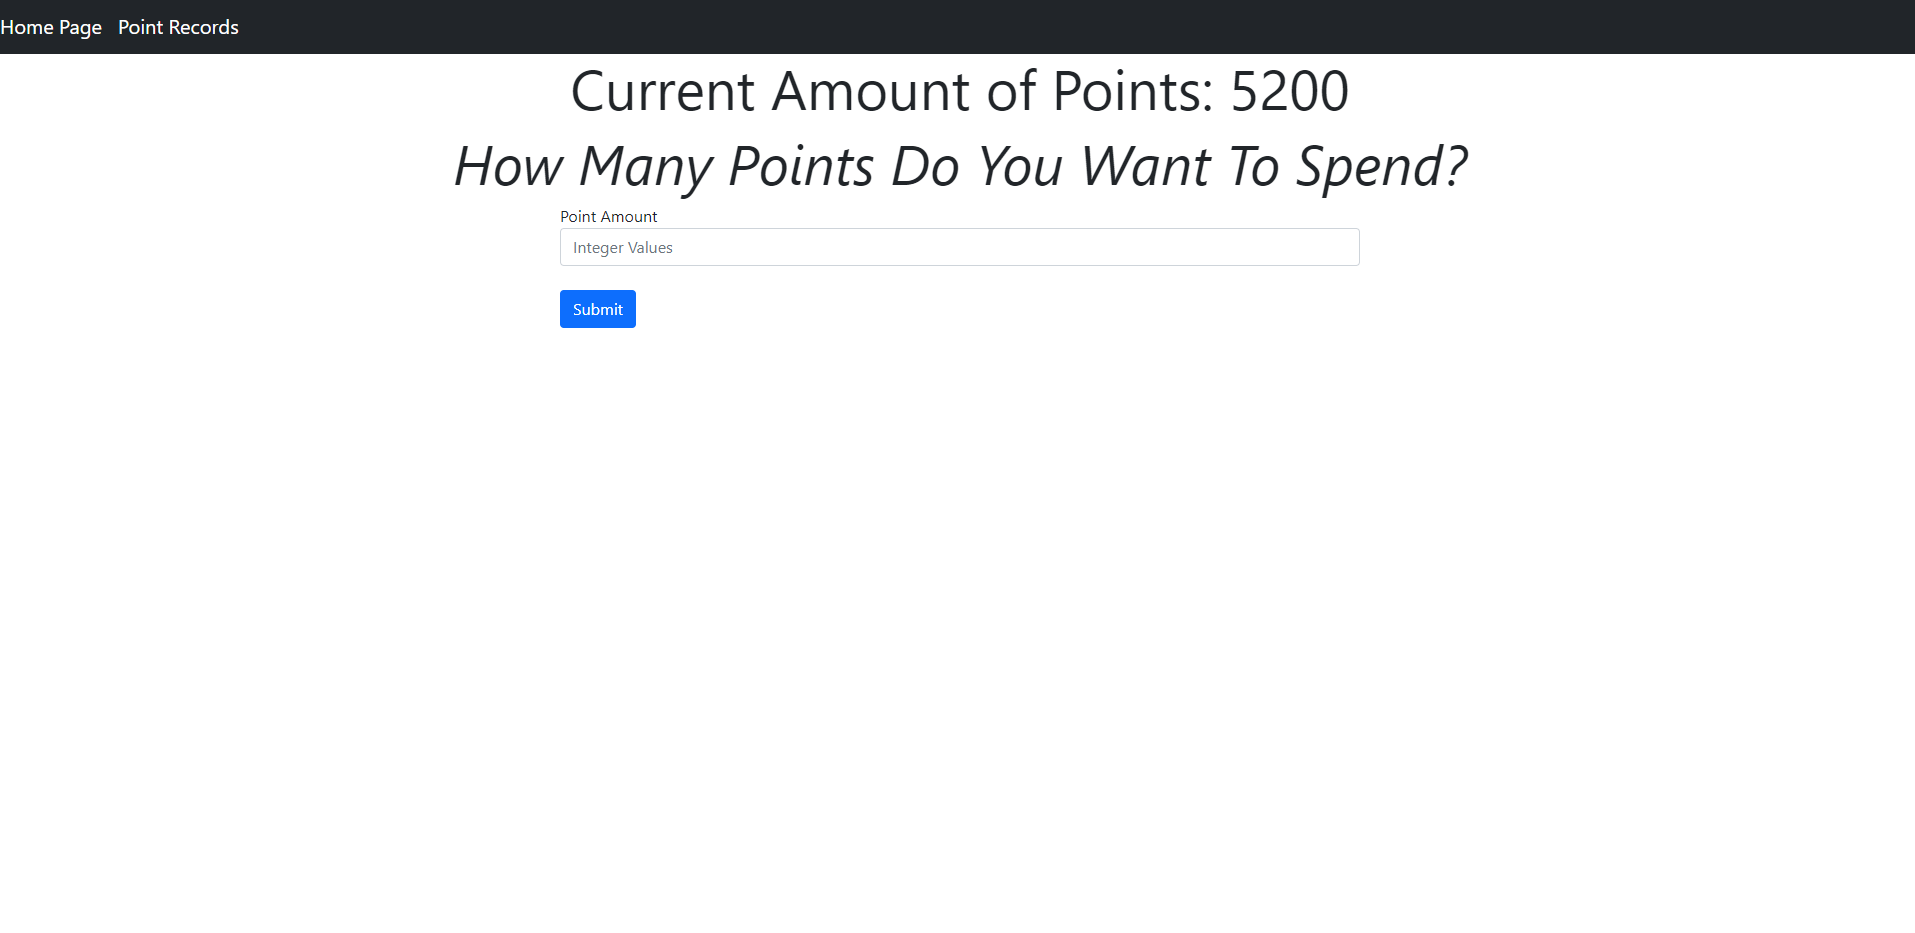 Home Page Point Records
Current Amount of Points: 5200
How Many Points Do You Want To Spend?
Point Amount
Integer Values
Submit